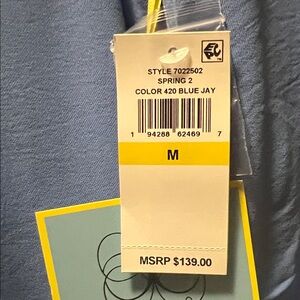 STYLE 7022502
SPRING 2
COLOR 420 BLUE JAY
1 94288 62469 7
M
MSRP $139.00